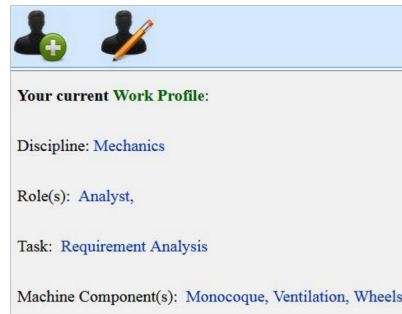 Your current Work Profile:
Discipline: Mechanics
Role(s): Analyst,
Task: Requirement Analysis
Machine Component(s): Monocoque, Ventilation, Wheels